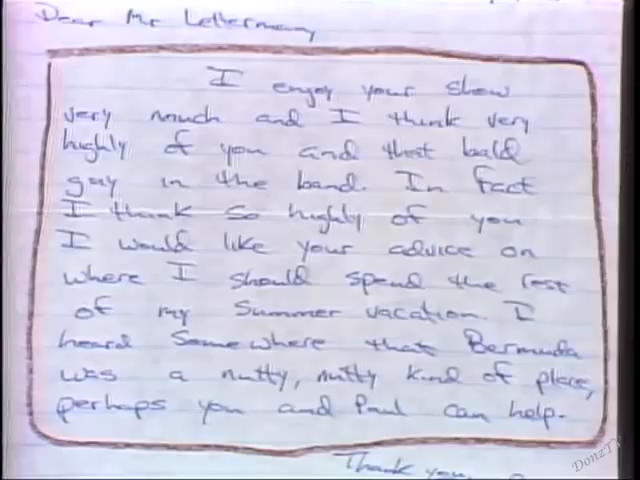 Dear Mr Letterman,
I enjoy your show
very much and I think very
highly of you and that bald
guy in the band. In fact
I think so highly of you
I would like your advice on
where I should spend the rest
of my Summer vacation. I
heard Somewhere that Bermuda
was a nutty, nutty kind of place,
perhaps you and Paul can help.
Thank you,
DonzTV